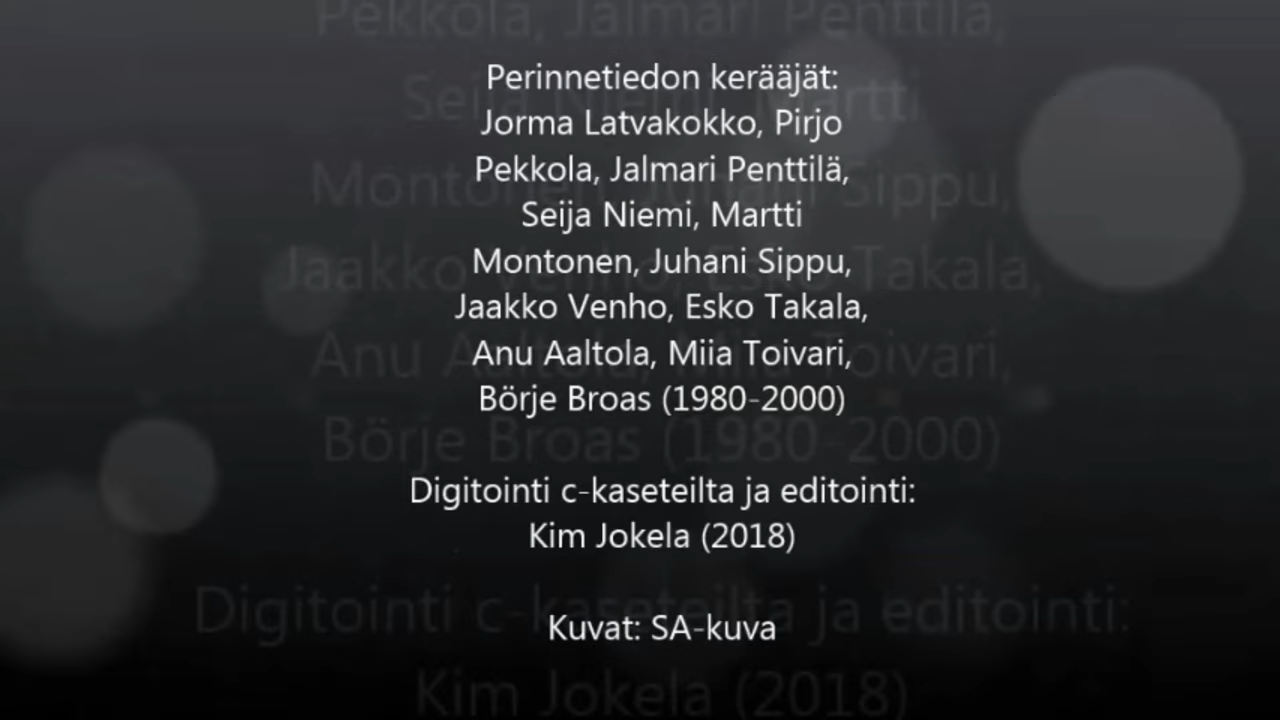 Perinnetiedon kerääjät:
Jorma Latvakokko, Pirjo
Pekkola, Jalmari Penttilä,
Seija Niemi, Martti
Montonen, Juhani Sippu,
Jaakko Venho, Esko Takala,
Anu Aaltola, Miia Toivari,
Börje Broas (1980-2000)
Digitointi c-kaseteilta ja editointi:
Kim Jokela (2018)
Kuvat: SA-kuva